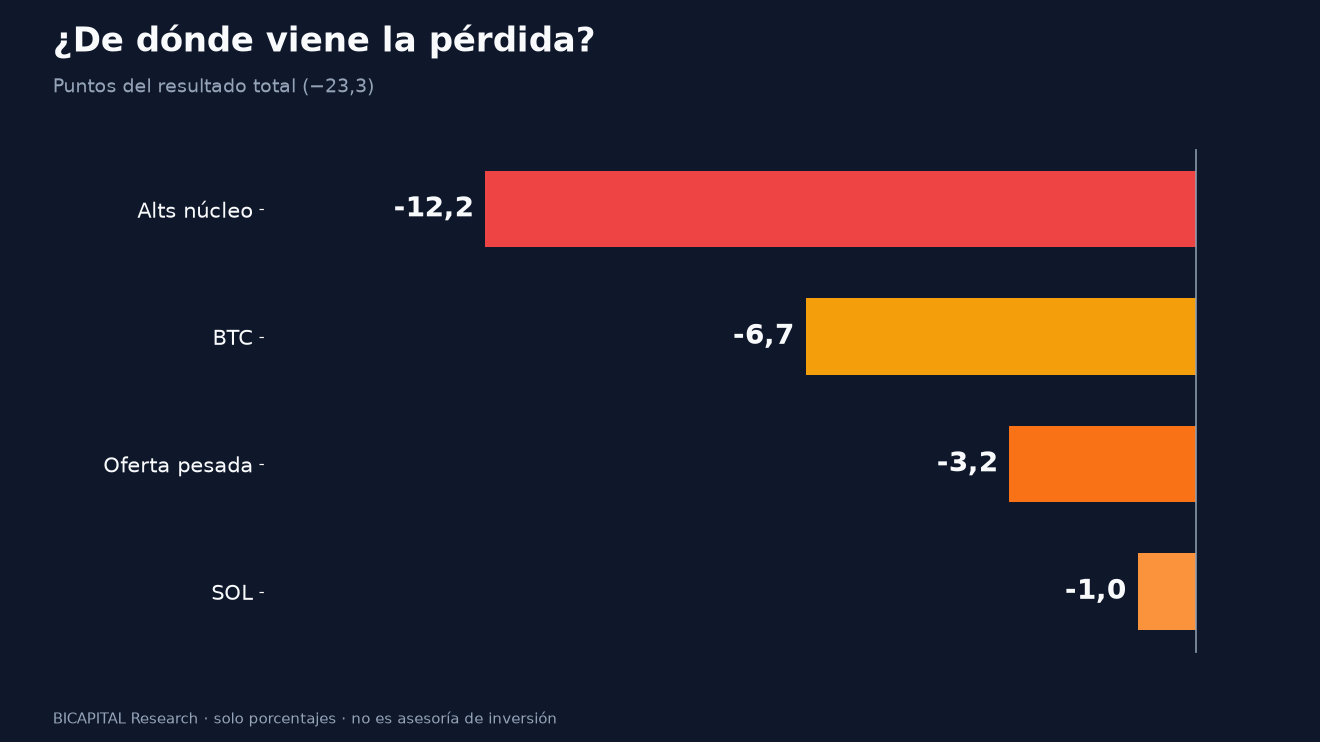 ¿De dónde viene la pérdida?
Puntos del resultado total (−23,3)
Alts núcleo
-12,2
BTC
-6,7
Oferta pesada
-3,2
SOL
-1,0
BICAPITAL Research · solo porcentajes · no es asesoría de inversión